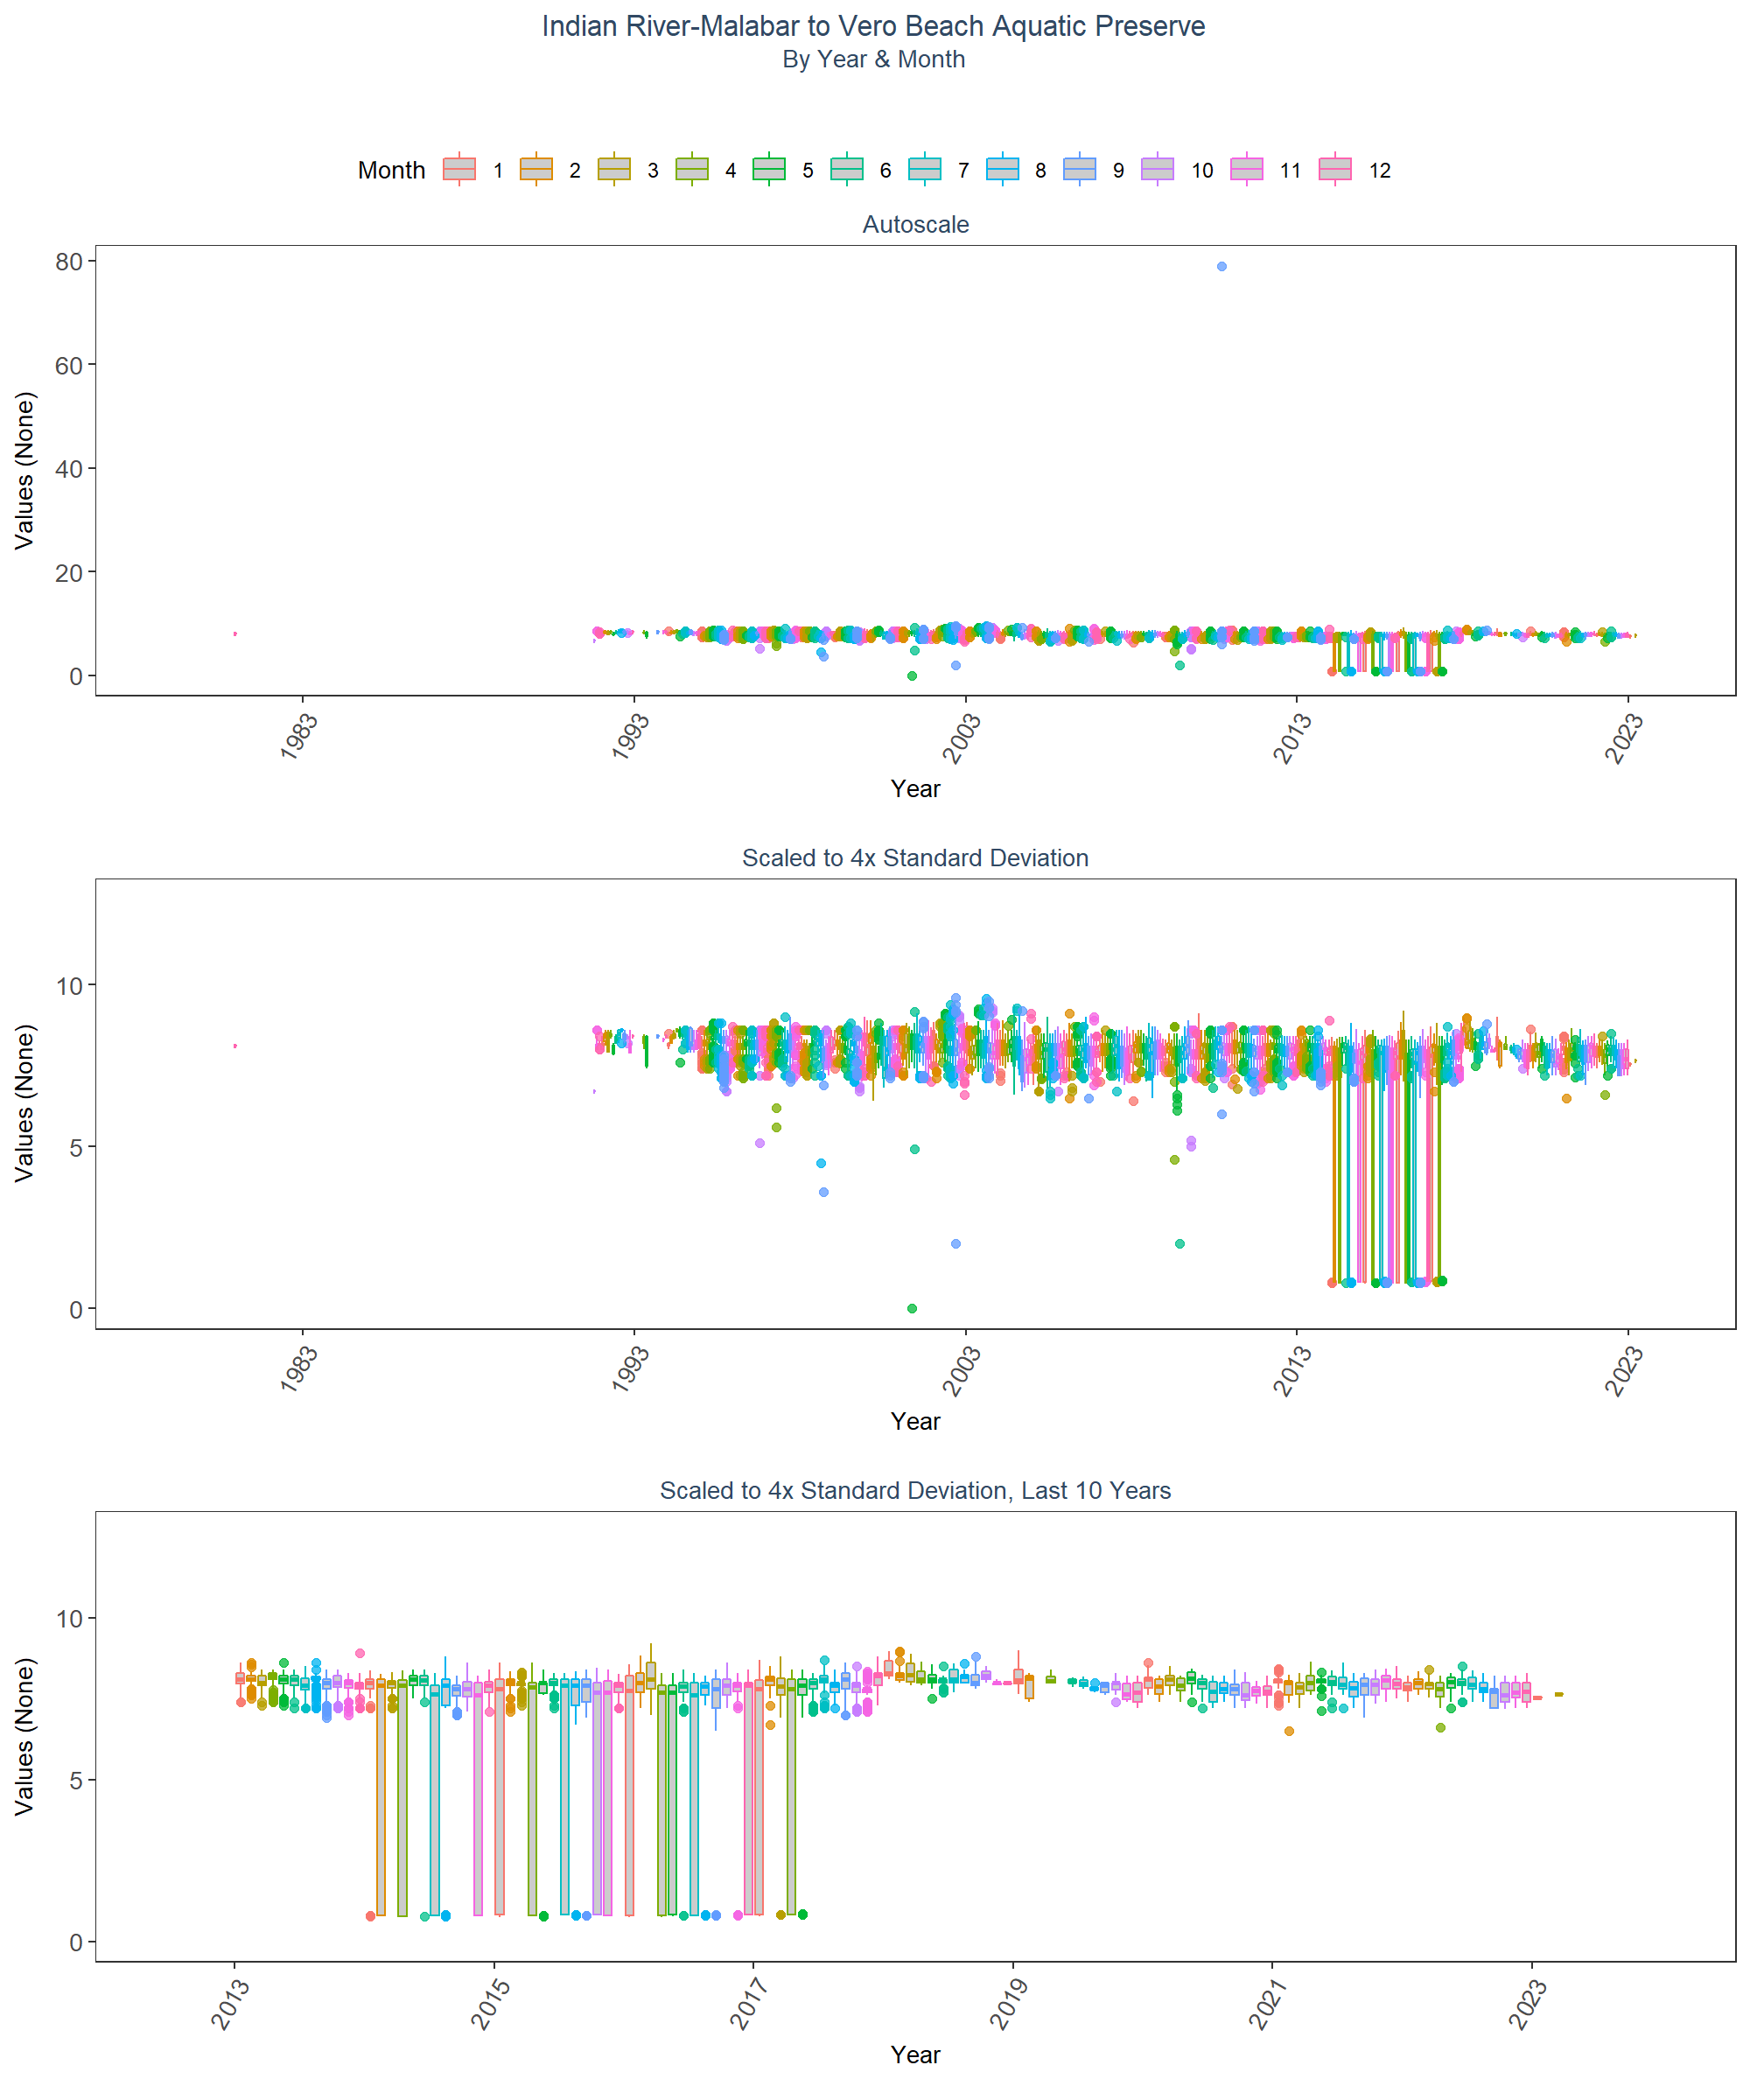 Indian River-Malabar to Vero Beach Aquatic Preserve
By Year & Month
Month 1 2 3 4 5 6 7 8 9 10 11 12
Autoscale
Values (None)
80
60
40
20
0
1983 1993 2003 2013 2023
Year
Scaled to 4x Standard Deviation
Values (None)
10
5
0
1983 1993 2003 2013 2023
Year
Scaled to 4x Standard Deviation, Last 10 Years
Values (None)
10
5
0
2013 2015 2017 2019 2021 2023
Year